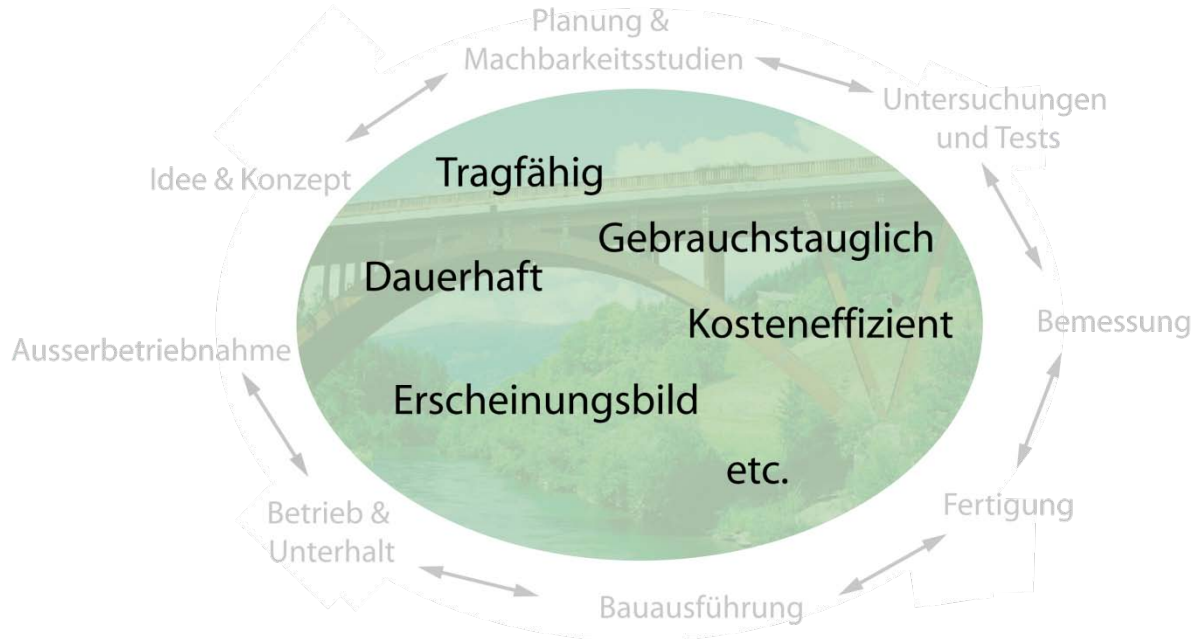 Planung &
Machbarkeitsstudien
Untersuchungen
und Tests
Idee & Konzept
Tragfähig
Gebrauchstauglich
Dauerhaft
Kosteneffizient
Bemessung
Ausserbetriebnahme
Erscheinungsbild
etc.
Betrieb &
Unterhalt
Fertigung
Bauausführung